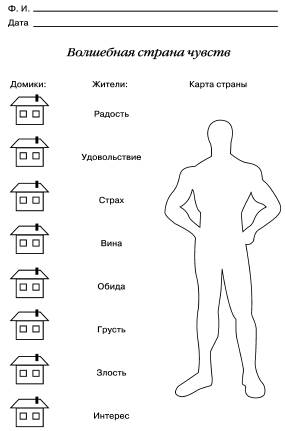 Ф. И.
Дата
Волшебная страна чувств
Домики: Жители: Карта страны
Радость
Удовольствие
Страх
Вина
Обида
Грусть
Злость
Интерес